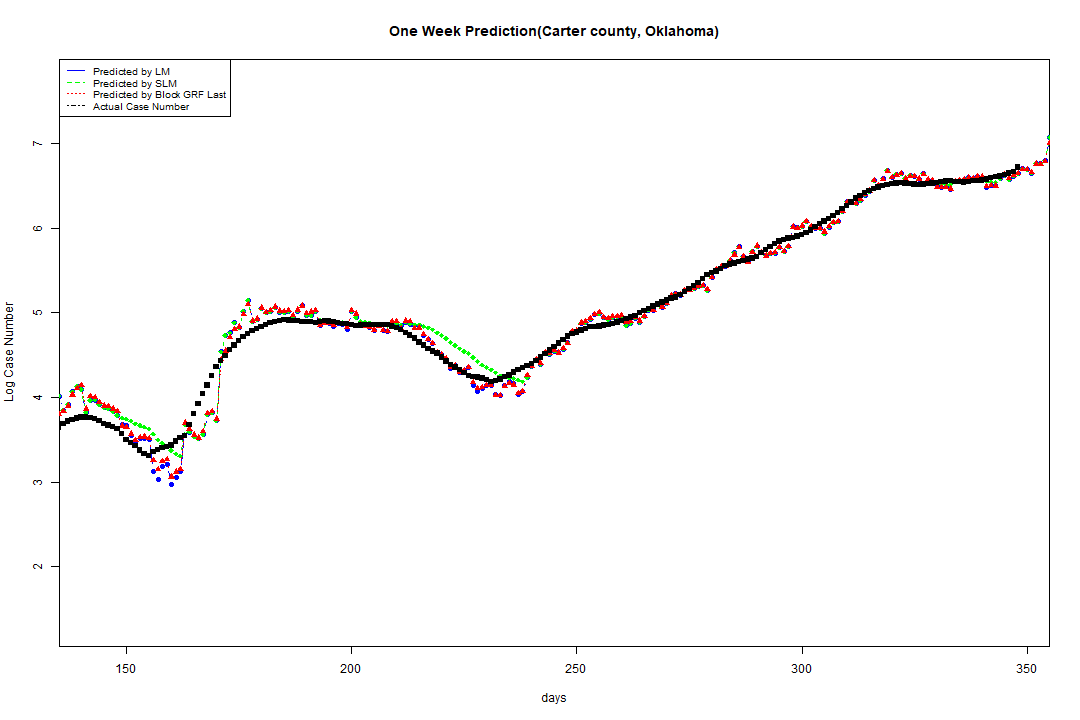 One Week Prediction(Carter county, Oklahoma)
Predicted by LM
Predicted by SLM
Predicted by Block GRF Last
Actual Case Number
7
6
5
4
3
2
Log Case Number
150 200 250 300 350
days